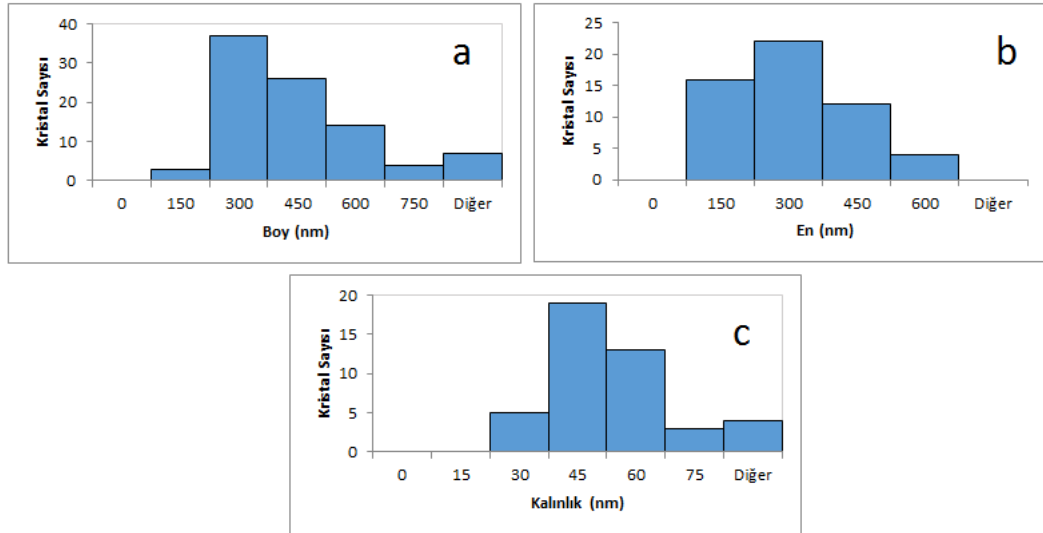 a
Kristal Sayısı
40
30
20
10
0
0 150 300 450 600 750 Diğer
Boy (nm)
b
Kristal Sayısı
25
20
15
10
5
0
0 150 300 450 600 Diğer
En (nm)
c
Kristal Sayısı
20
15
10
5
0
0 15 30 45 60 75 Diğer
Kalınlık (nm)